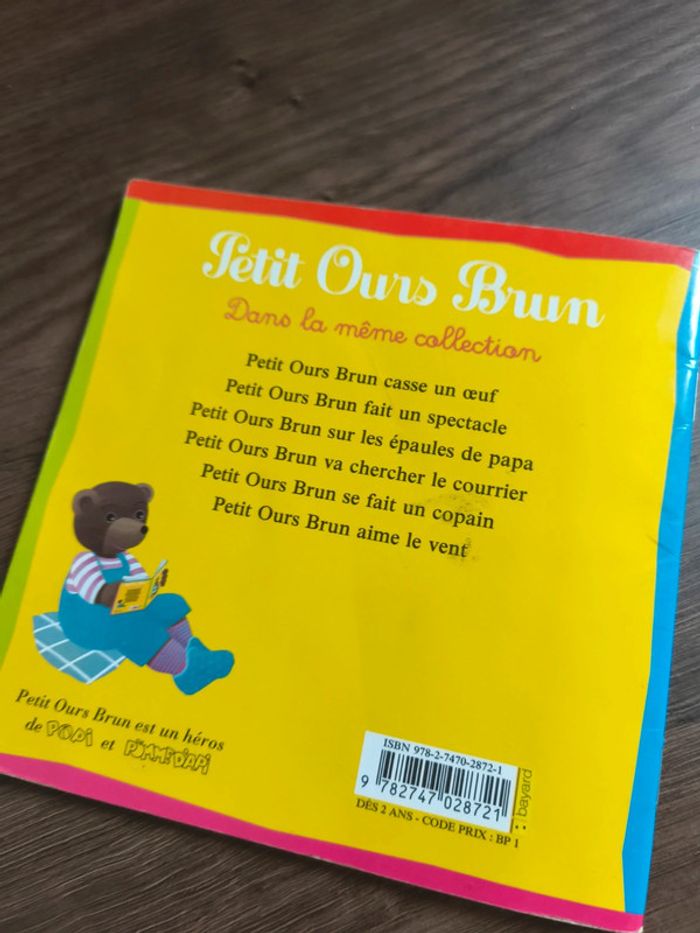 Petit Ours Brun
Dans la même collection
Petit Ours Brun casse un œuf
Petit Ours Brun fait un spectacle
Petit Ours Brun sur les épaules de papa
Petit Ours Brun va chercher le courrier
Petit Ours Brun se fait un copain
Petit Ours Brun aime le vent
Petit Ours Brun est un héros
de POPI et POMME D'API
ISBN 978-2-7470-2872-1
9 782747 028721
DÈS 2 ANS - CODE PRIX : BP 1
bayard